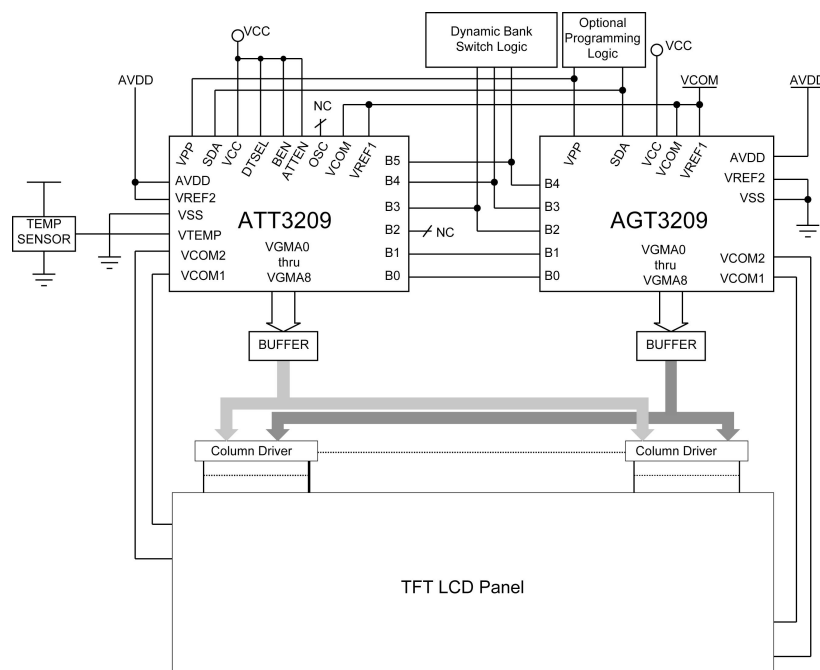 Dynamic Bank
Switch Logic
Optional
Programming
Logic
VCC
VCC
AVDD
NC
VCOM
AVDD
VPP
SDA
VCC
DTSEL
BEN
ATTEN
OSC
VCOM
VREF1
VPP
SDA
VCC
VCOM
VREF1
AVDD
VREF2
VSS
VTEMP
VCOM2
VCOM1
TEMP
SENSOR
ATT3209
VGMA0
thru
VGMA8
B5
B4
B3
B2
B1
B0
NC
B4
B3
B2
B1
B0
AGT3209
VGMA0
thru
VGMA8
AVDD
VREF2
VSS
VCOM2
VCOM1
BUFFER
BUFFER
Column Driver
Column Driver
TFT LCD Panel